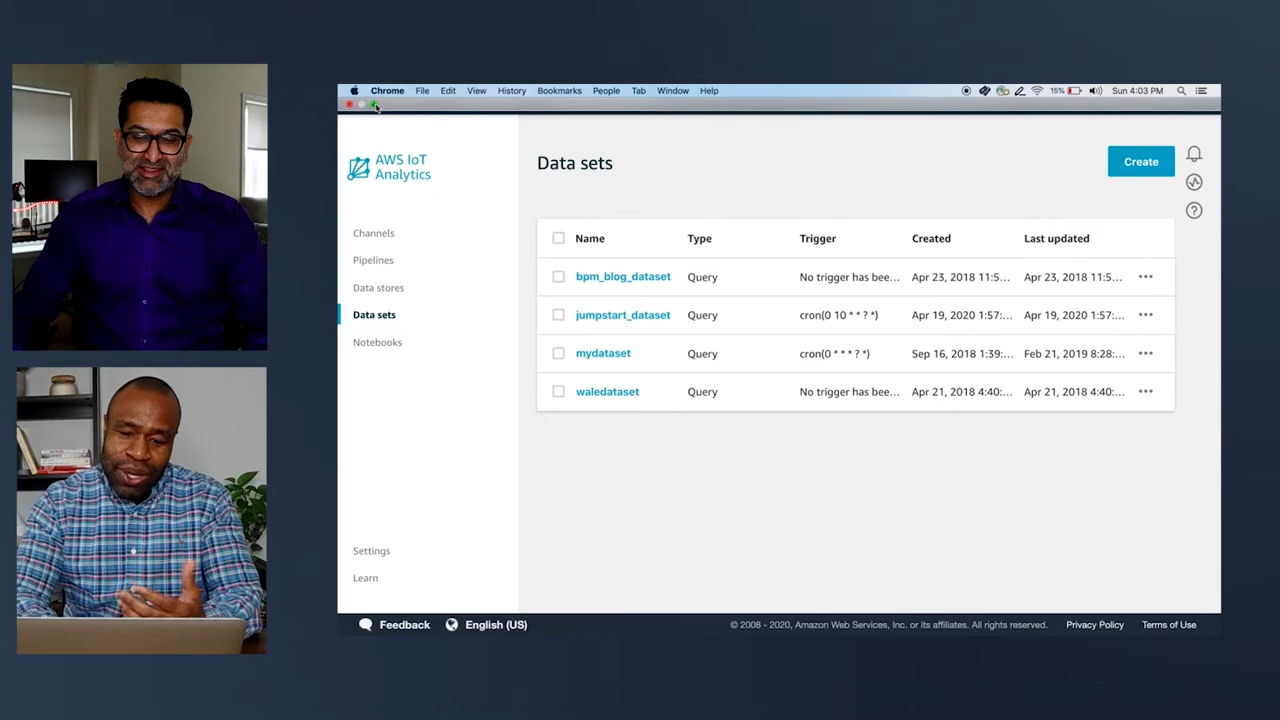 Chrome File Edit View History Bookmarks People Tab Window Help 15% Sun 4:03 PM
AWS IoT
Analytics
Data sets
Create
Channels
Pipelines
Data stores
Data sets
Notebooks
Settings
Learn
Name Type Trigger Created Last updated
bpm_blog_dataset Query No trigger has bee... Apr 23, 2018 11:5... Apr 23, 2018 11:5...
jumpstart_dataset Query cron(0 10 * * ? *) Apr 19, 2020 1:57:... Apr 19, 2020 1:57:...
mydataset Query cron(0 * * * ? *) Sep 16, 2018 1:39:... Feb 21, 2019 8:28:...
waledataset Query No trigger has bee... Apr 21, 2018 4:40:... Apr 21, 2018 4:40:...
Feedback English (US) © 2008 - 2020, Amazon Web Services, Inc. or its affiliates. All rights reserved. Privacy Policy Terms of Use